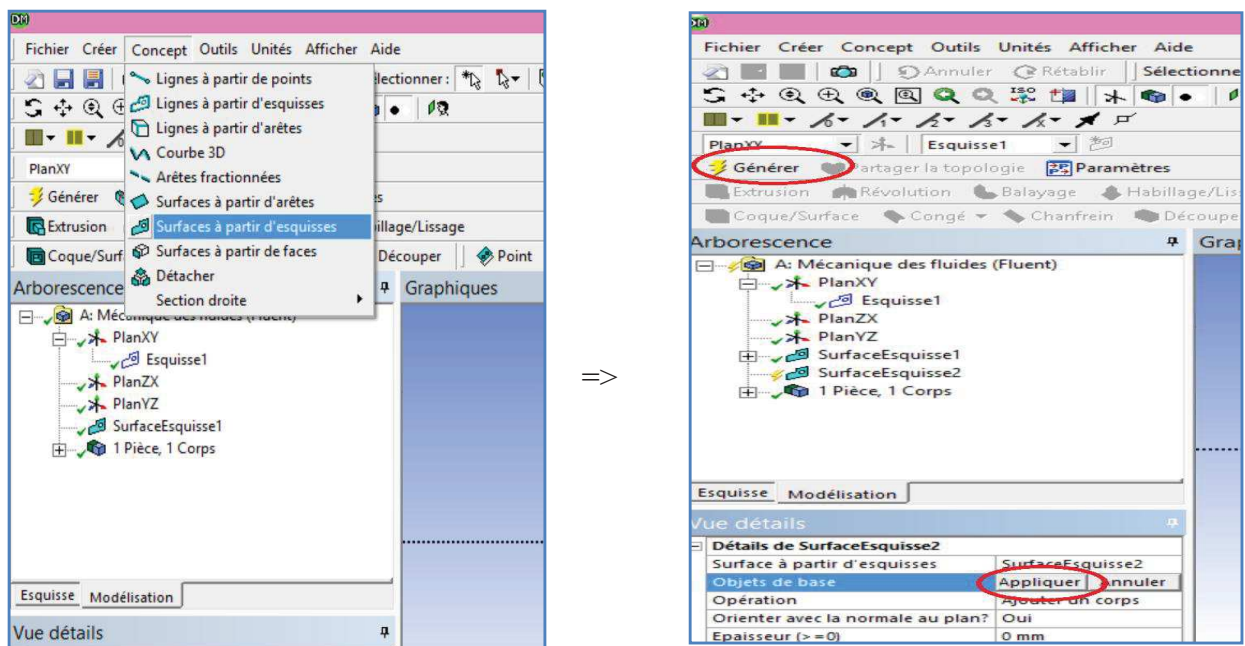 DM
Fichier Créer Concept Outils Unités Afficher Aide
Lignes à partir de points
lectionner :
Lignes à partir d'esquisses
Lignes à partir d'arêtes
Courbe 3D
PlanXY
Arêtes fractionnées
Générer
Surfaces à partir d'arêtes
es
Extrusion
Surfaces à partir d'esquisses
illage/Lissage
Coque/Surf
Surfaces à partir de faces
Découper
Point
Détacher
Arborescence
Graphiques
Section droite
A: Mécanique des fluides (Fluent)
PlanXY
Esquisse1
PlanZX
PlanYZ
SurfaceEsquisse1
1 Pièce, 1 Corps
Esquisse Modélisation
Vue détails
=>
DM
Fichier Créer Concept Outils Unités Afficher Aide
Annuler Rétablir Sélectionne
ISO
PlanXY Esquisse1
Générer Partager la topologie Paramètres
Extrusion Révolution Balayage Habillage/Lis
Coque/Surface Congé Chanfrein Découpe
Arborescence Grap
A: Mécanique des fluides (Fluent)
PlanXY
Esquisse1
PlanZX
PlanYZ
SurfaceEsquisse1
SurfaceEsquisse2
1 Pièce, 1 Corps
Esquisse Modélisation
Vue détails
Détails de SurfaceEsquisse2
Surface à partir d'esquisses SurfaceEsquisse2
Objets de base Appliquer Annuler
Opération Ajouter un corps
Orienter avec la normale au plan? Oui
Epaisseur (>=0) 0 mm